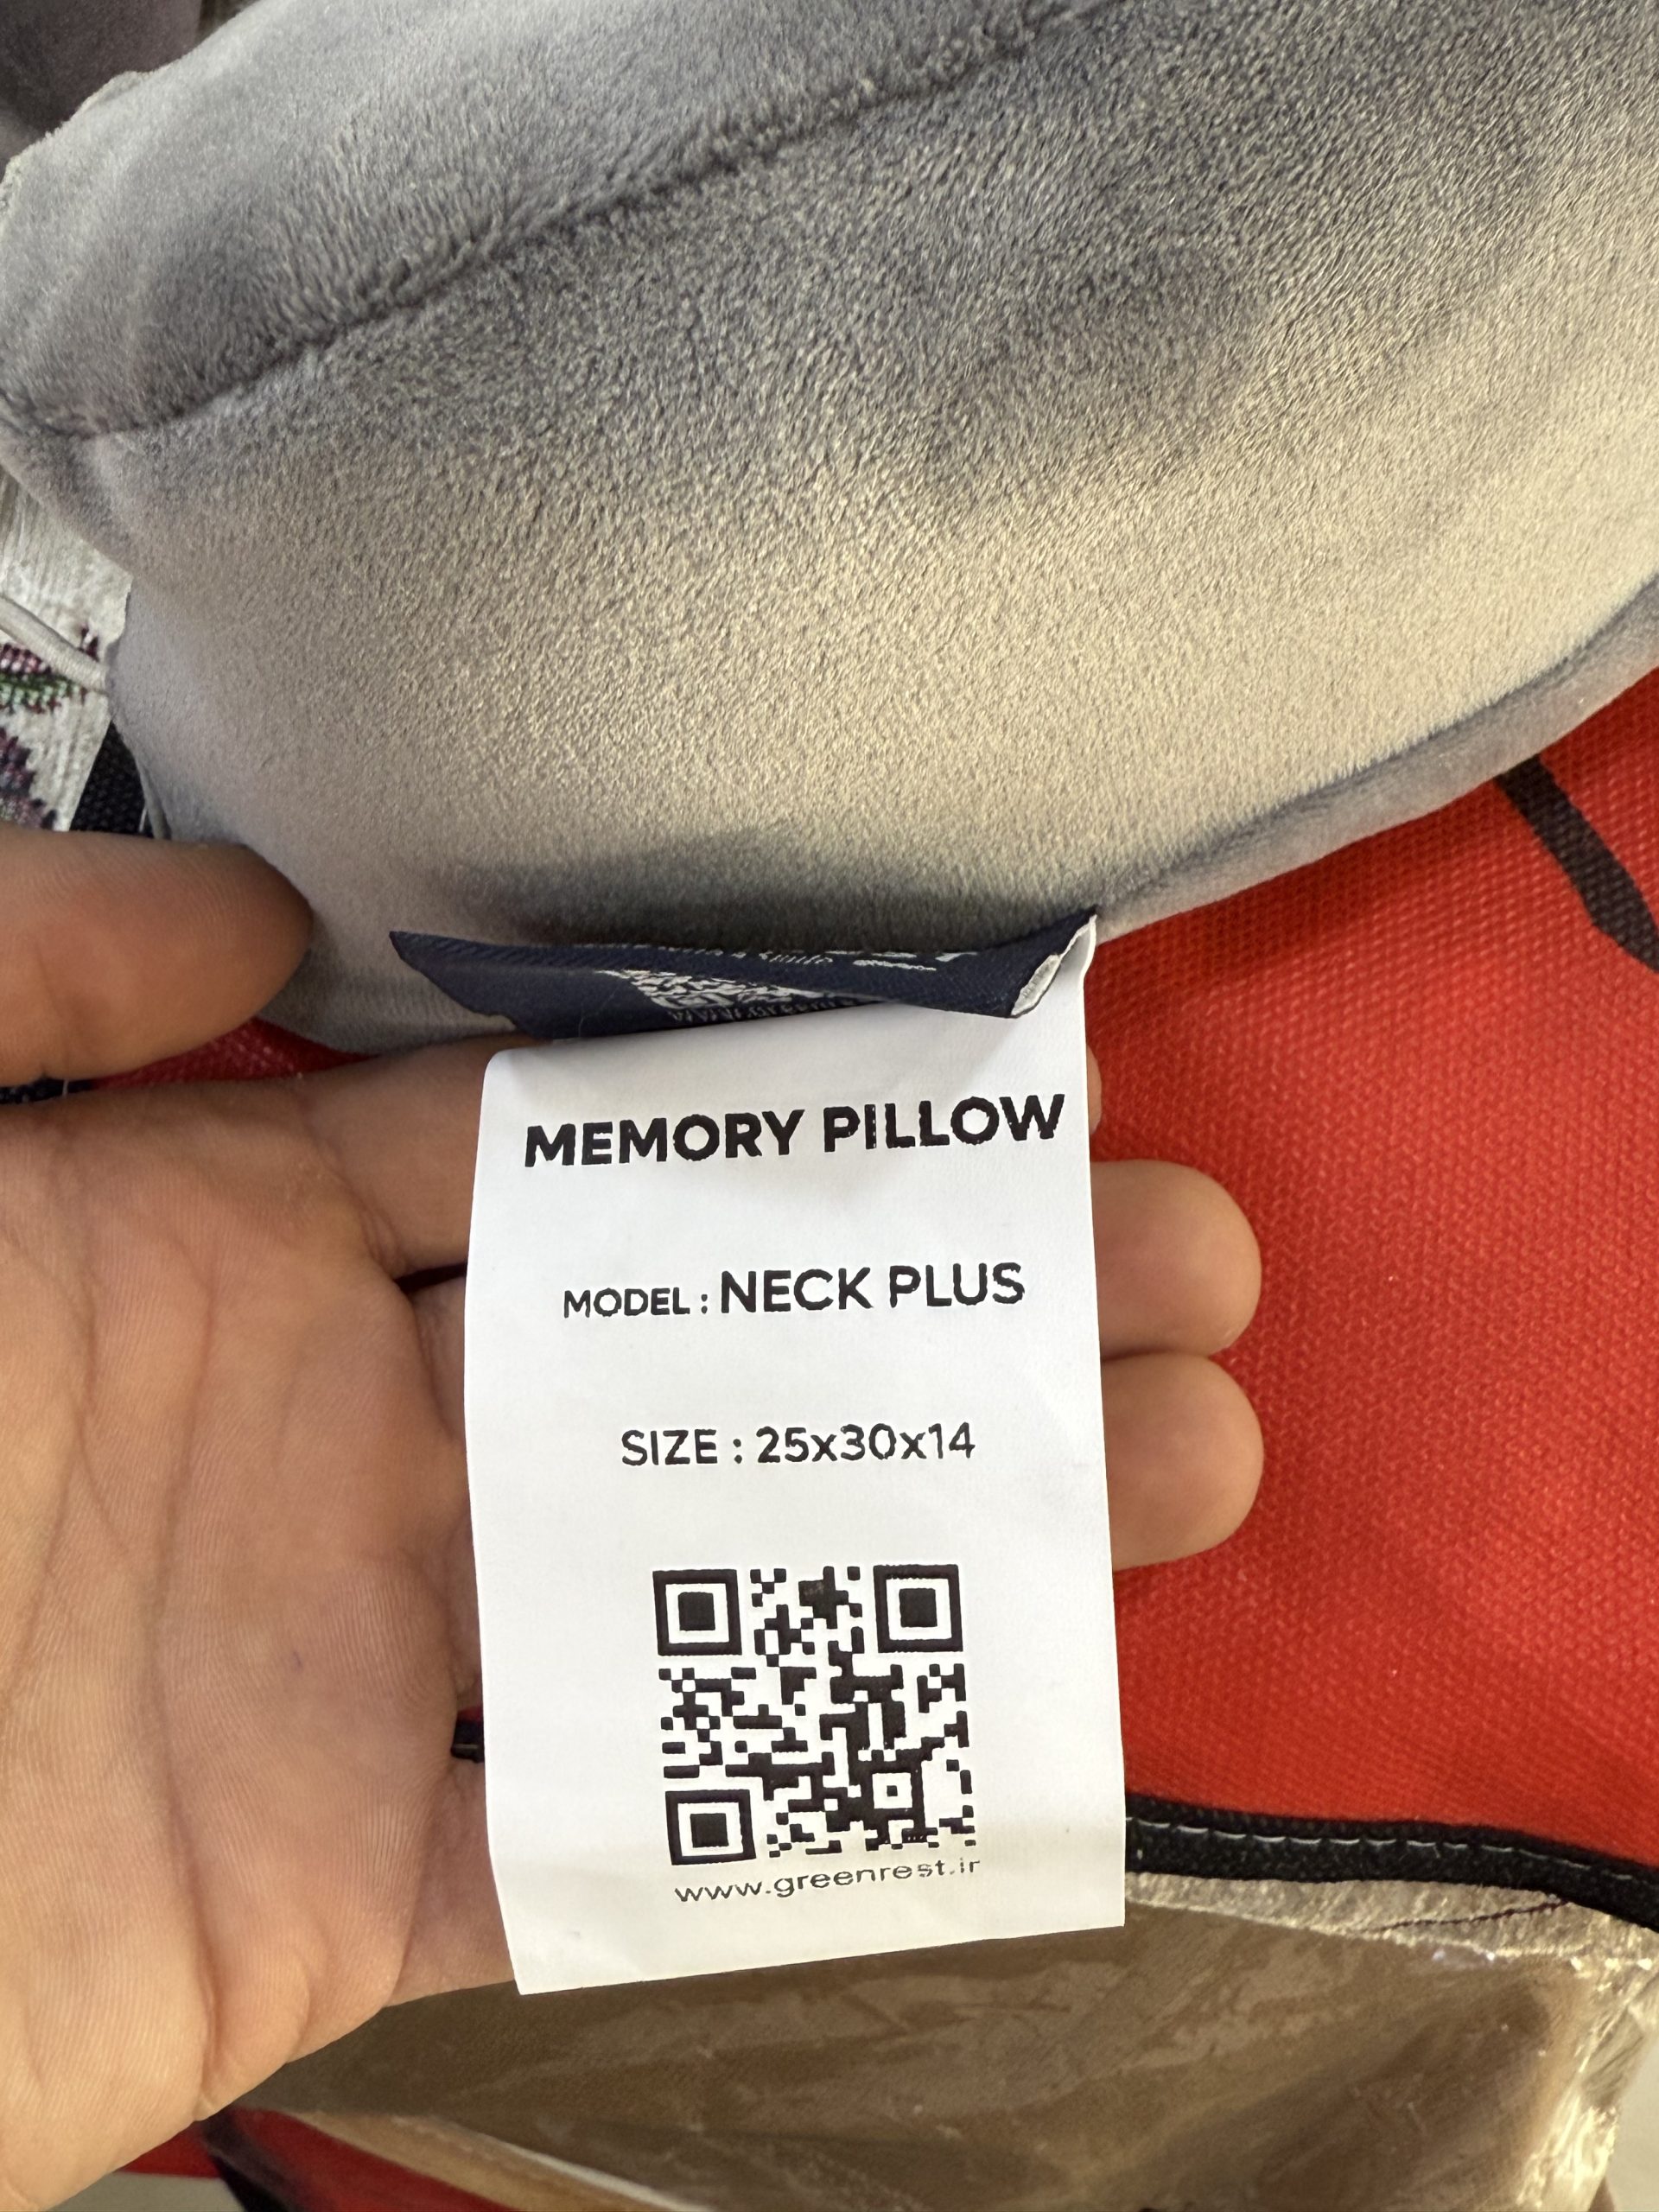 MEMORY PILLOW
MODEL : NECK PLUS
SIZE : 25x30x14
www.greenrest.ir